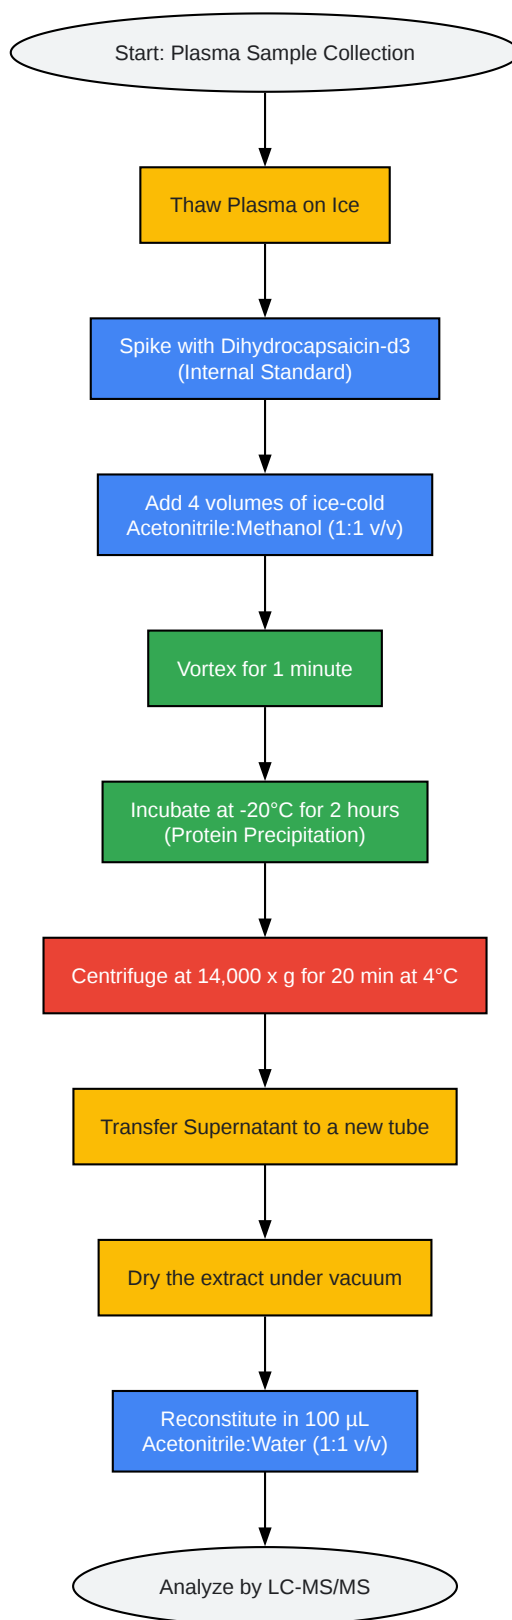 Start: Plasma Sample Collection
Thaw Plasma on Ice
Spike with Dihydrocapsaicin-d3
(Internal Standard)
Add 4 volumes of ice-cold
Acetonitrile:Methanol (1:1 v/v)
Vortex for 1 minute
Incubate at -20°C for 2 hours
(Protein Precipitation)
Centrifuge at 14,000 x g for 20 min at 4°C
Transfer Supernatant to a new tube
Dry the extract under vacuum
Reconstitute in 100 µL
Acetonitrile:Water (1:1 v/v)
Analyze by LC-MS/MS